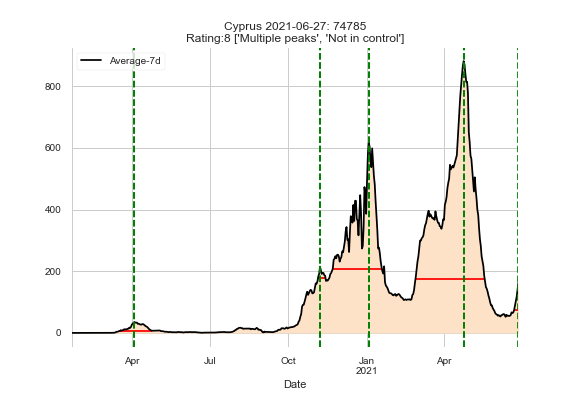 Cyprus 2021-06-27: 74785
Rating:8 ['Multiple peaks', 'Not in control']
Average-7d
800
600
400
200
0
Apr
Jul
Oct
Jan
2021
Apr
Date